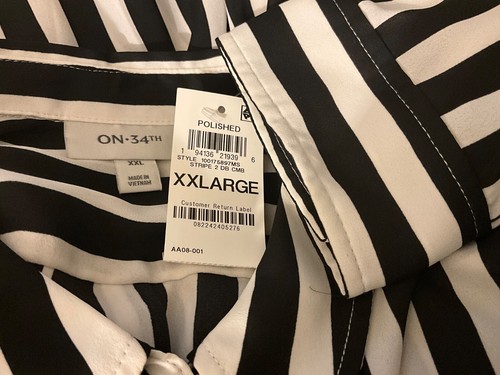 POLISHED
1 94136 21939 6
STYLE 100175897MS
STRIPE 2 DB CMB
XXLARGE
Customer Return Label
082242405276
AA08-001
ON•34TH
XXL
MADE IN
VIETNAM